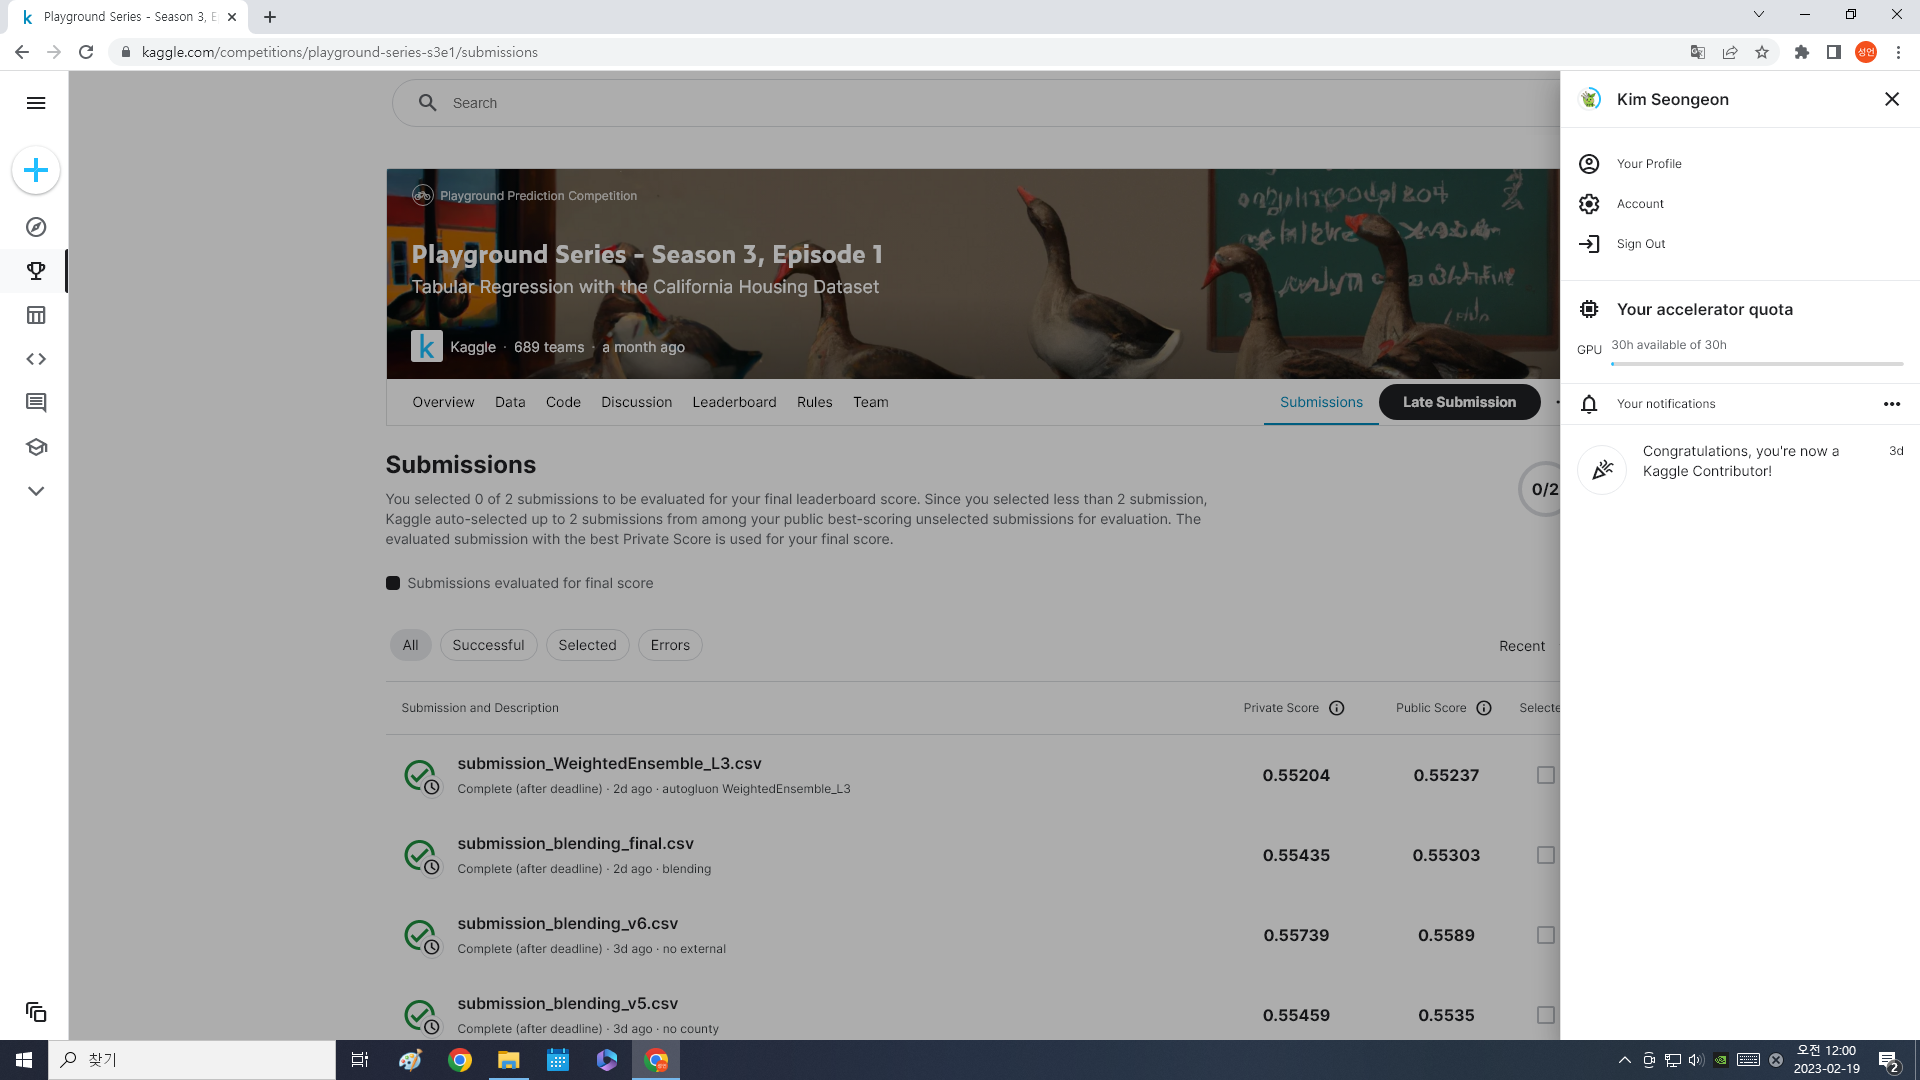 Playground Series - Season 3, E
kaggle.com/competitions/playground-series-s3e1/submissions
성언
Search
Kim Seongeon
Your Profile
Account
Sign Out
Playground Prediction Competition
Playground Series - Season 3, Episode 1
Tabular Regression with the California Housing Dataset
k
Kaggle · 689 teams · a month ago
Your accelerator quota
GPU
30h available of 30h
Overview Data Code Discussion Leaderboard Rules Team Submissions Late Submission
Your notifications
Congratulations, you're now a
Kaggle Contributor!
3d
Submissions
You selected 0 of 2 submissions to be evaluated for your final leaderboard score. Since you selected less than 2 submission,
Kaggle auto-selected up to 2 submissions from among your public best-scoring unselected submissions for evaluation. The
evaluated submission with the best Private Score is used for your final score.
0/2
Submissions evaluated for final score
All Successful Selected Errors Recent
Submission and Description Private Score Public Score Selecte
submission_WeightedEnsemble_L3.csv
Complete (after deadline) · 2d ago · autogluon WeightedEnsemble_L3
0.55204 0.55237
submission_blending_final.csv
Complete (after deadline) · 2d ago · blending
0.55435 0.55303
submission_blending_v6.csv
Complete (after deadline) · 3d ago · no external
0.55739 0.5589
submission_blending_v5.csv
Complete (after deadline) · 3d ago · no county
0.55459 0.5535
찾기
오전 12:00
2023-02-19
2